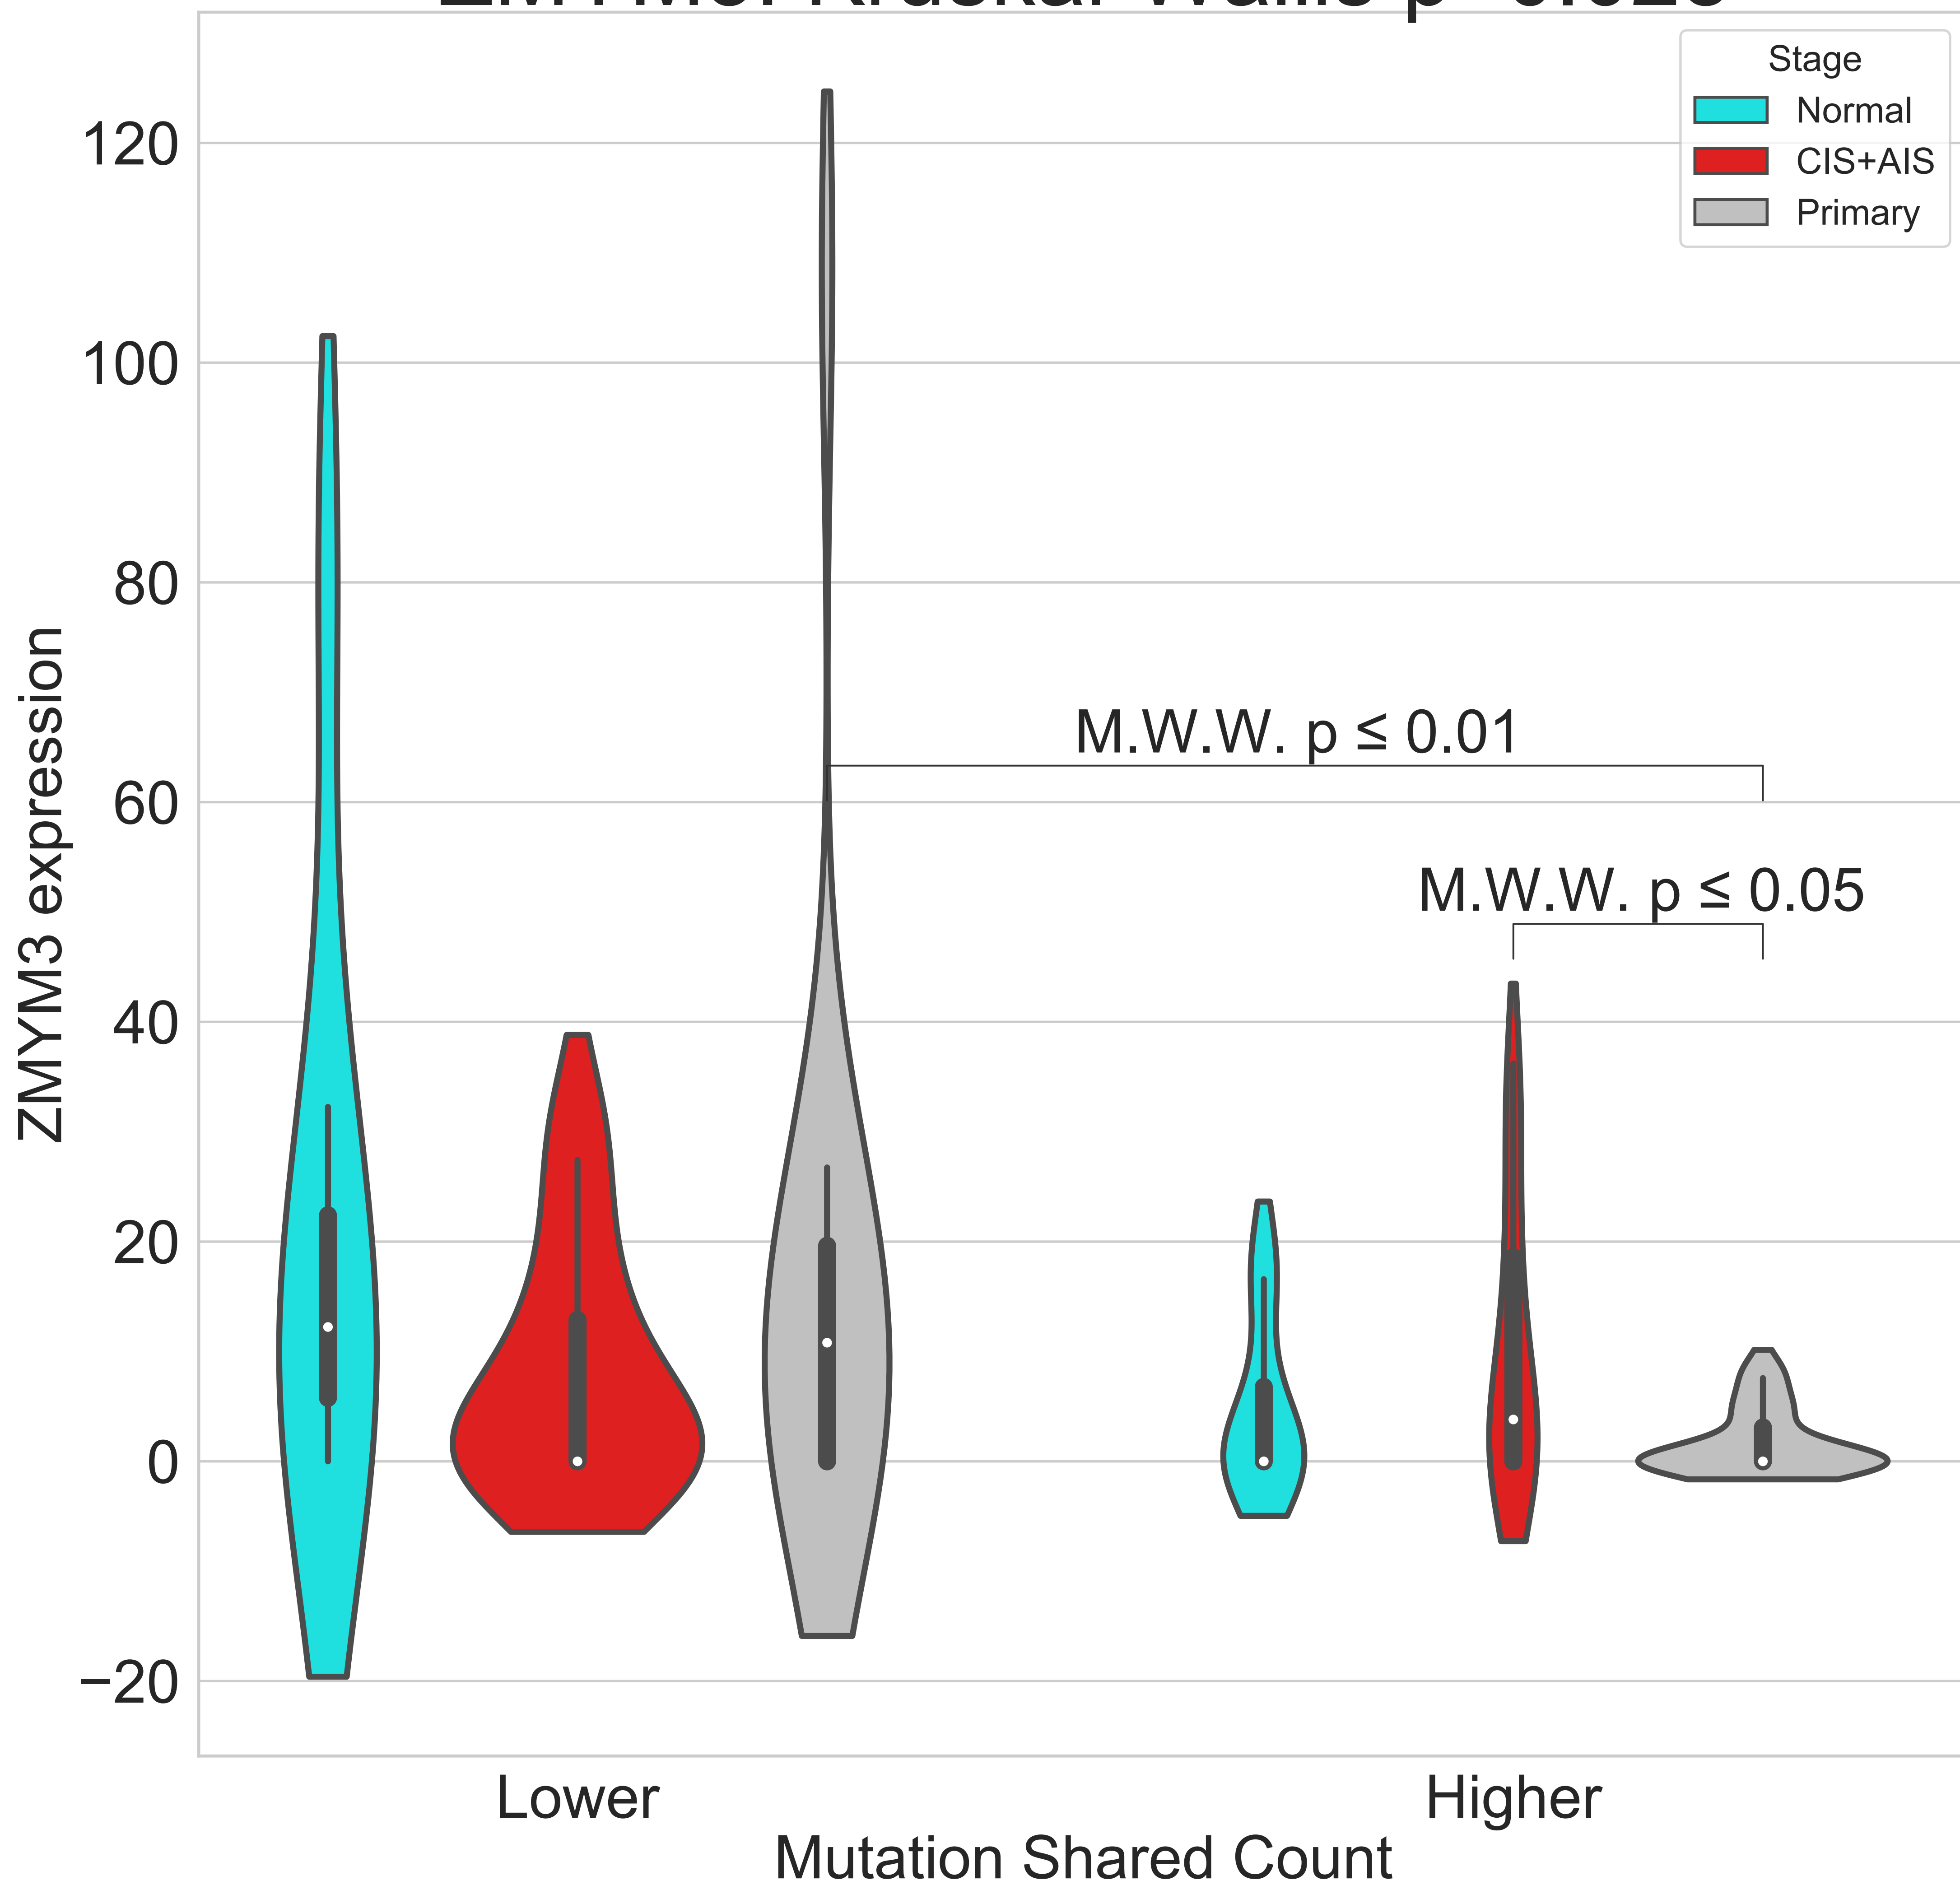 Stage
Normal
CIS+AIS
Primary
120
100
80
60
40
20
0
−20
ZMYM3 expression
M.W.W. p ≤ 0.01
M.W.W. p ≤ 0.05
Lower
Higher
Mutation Shared Count